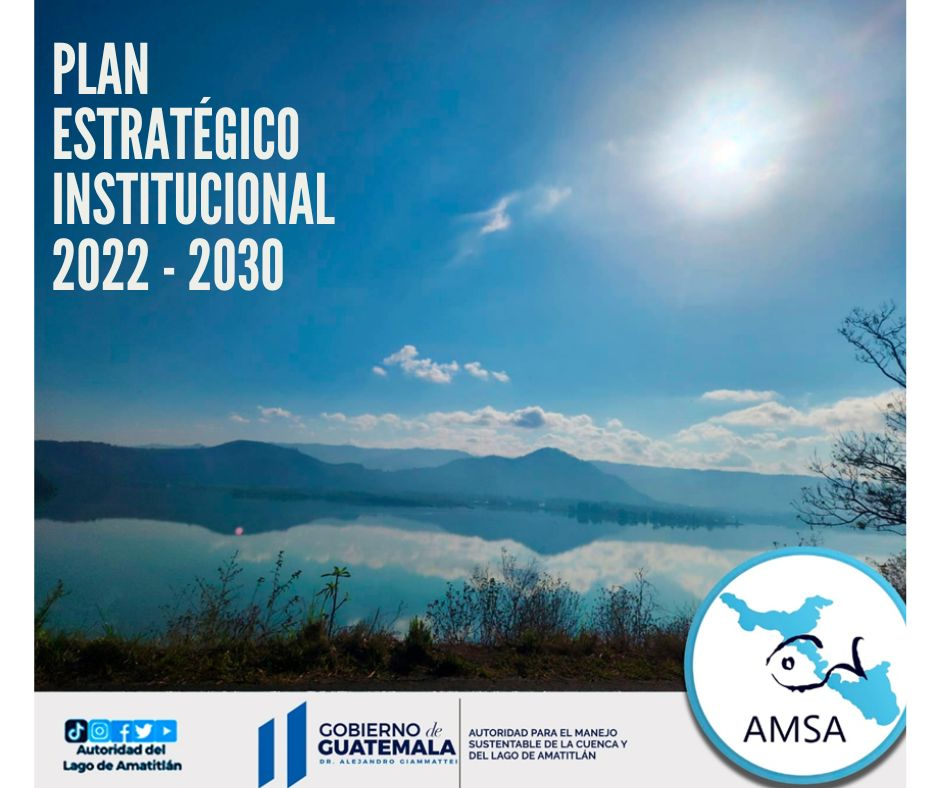 PLAN
ESTRATÉGICO
INSTITUCIONAL
2022 - 2030
Autoridad del
Lago de Amatitlán
GOBIERNO de
GUATEMALA
DR. ALEJANDRO GIAMMATTEI
AUTORIDAD PARA EL MANEJO
SUSTENTABLE DE LA CUENCA Y
DEL LAGO DE AMATITLÁN
AMSA